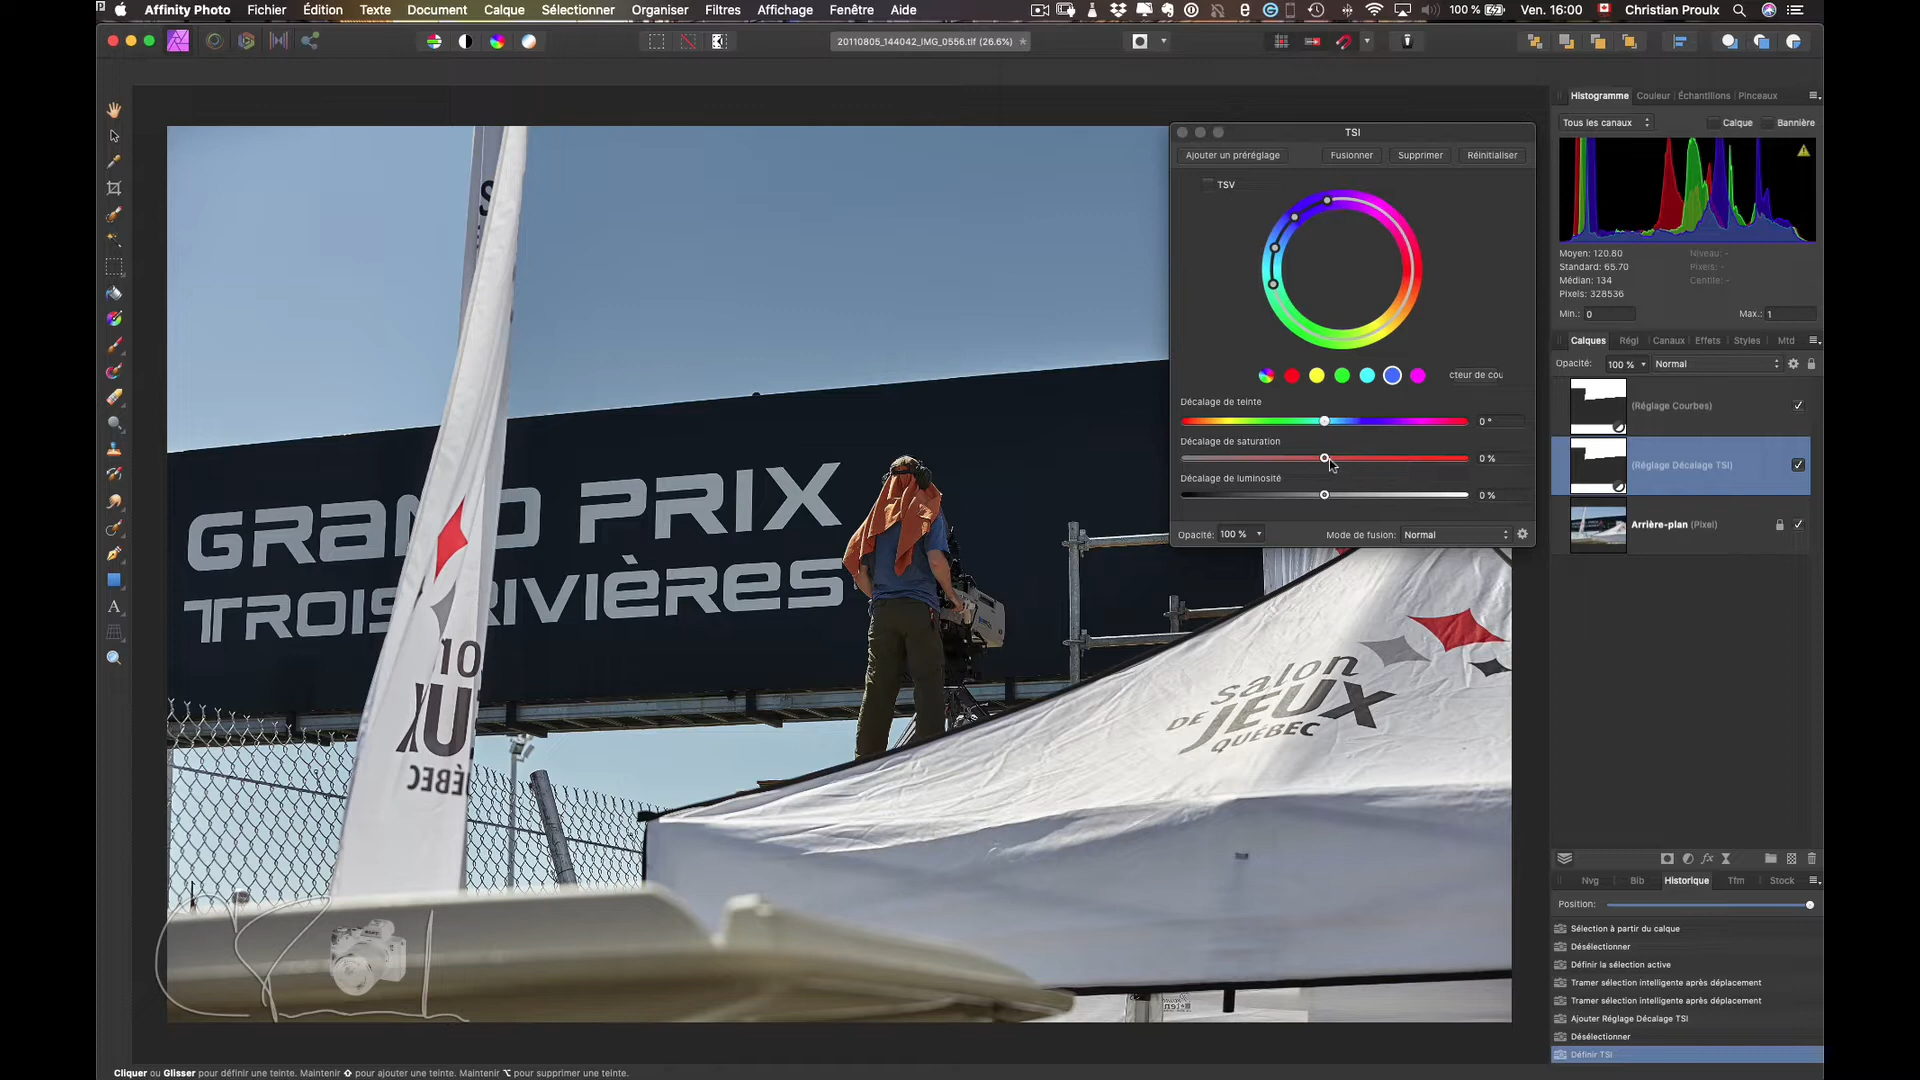 Affinity Photo Fichier Édition Texte Document Calque Sélectionner Organiser Filtres Affichage Fenêtre Aide
100 % Ven. 16:00 Christian Proulx
20110805_144042_IMG_0556.tif (26.6%)
Histogramme Couleur Échantillons Pinceaux
Tous les canaux Calque Bannière
TSI
Ajouter un préréglage Fusionner Supprimer Réinitialiser
TSV
cteur de cou
Décalage de teinte
0 °
Décalage de saturation
0 %
Décalage de luminosité
0 %
Opacité: 100 % Mode de fusion: Normal
Moyen: 120.80 Niveau: -
Standard: 65.70 Pixels: -
Médian: 134 Centile: -
Pixels: 328536
Min.: 0 Max.: 1
Calques Régl Canaux Effets Styles Mtd
Opacité: 100 % Normal
(Réglage Courbes)
(Réglage Décalage TSI)
Arrière-plan (Pixel)
Nvg Bib Historique Tfm Stock
Position:
Sélection à partir du calque
Désélectionner
Définir la sélection active
Tramer sélection intelligente après déplacement
Tramer sélection intelligente après déplacement
Ajouter Réglage Décalage TSI
Désélectionner
Définir TSI
GRAND PRIX
TROIS RIVIÈRES
salon
DE JEUX
QUÉBEC
Cliquer ou Glisser pour définir une teinte. Maintenir ⇧ pour ajouter une teinte. Maintenir ⌥ pour supprimer une teinte.